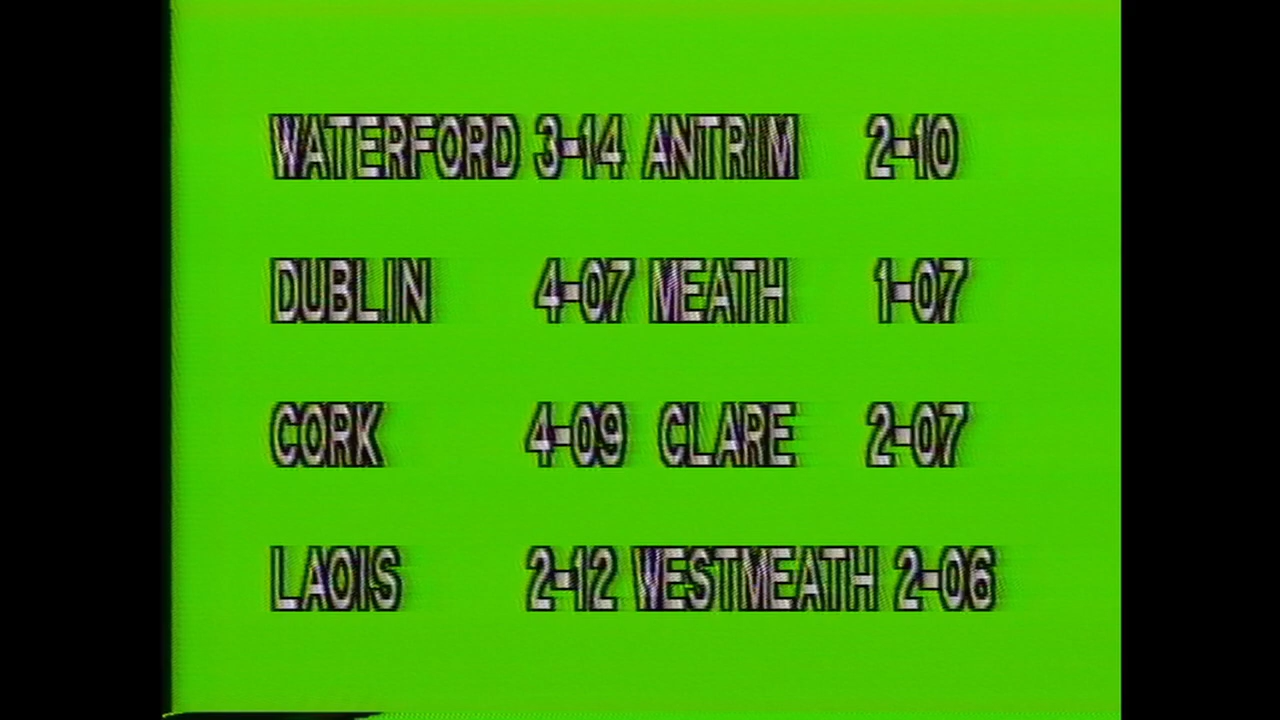 WATERFORD 3-14 ANTRIM 2-10
DUBLIN 4-07 MEATH 1-07
CORK 4-09 CLARE 2-07
LAOIS 2-12 WESTMEATH 2-06